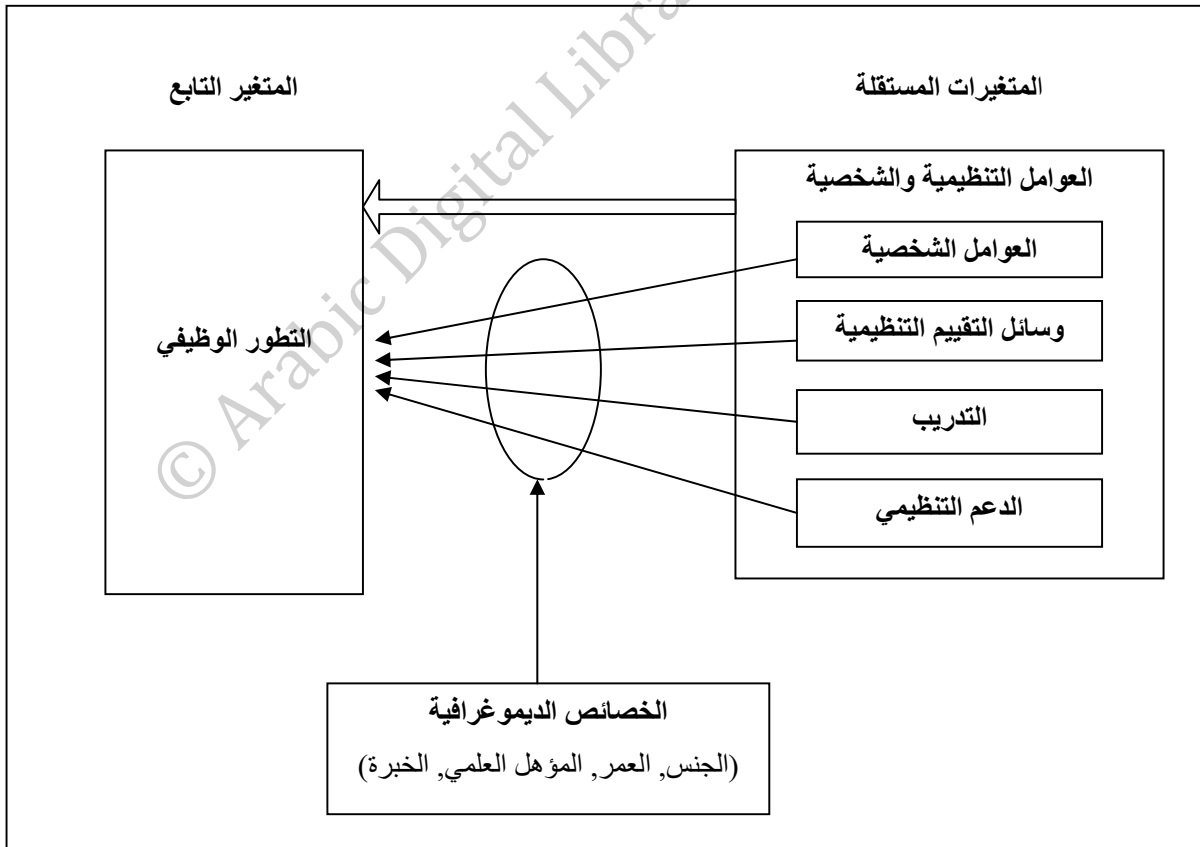 المتغيرات المستقلة
المتغير التابع
العوامل التنظيمية والشخصية
العوامل الشخصية
وسائل التقييم التنظيمية
التدريب
الدعم التنظيمي
التطور الوظيفي
الخصائص الديموغرافية
(الجنس, العمر, المؤهل العلمي, الخبرة)
© Arabic Digital Libra